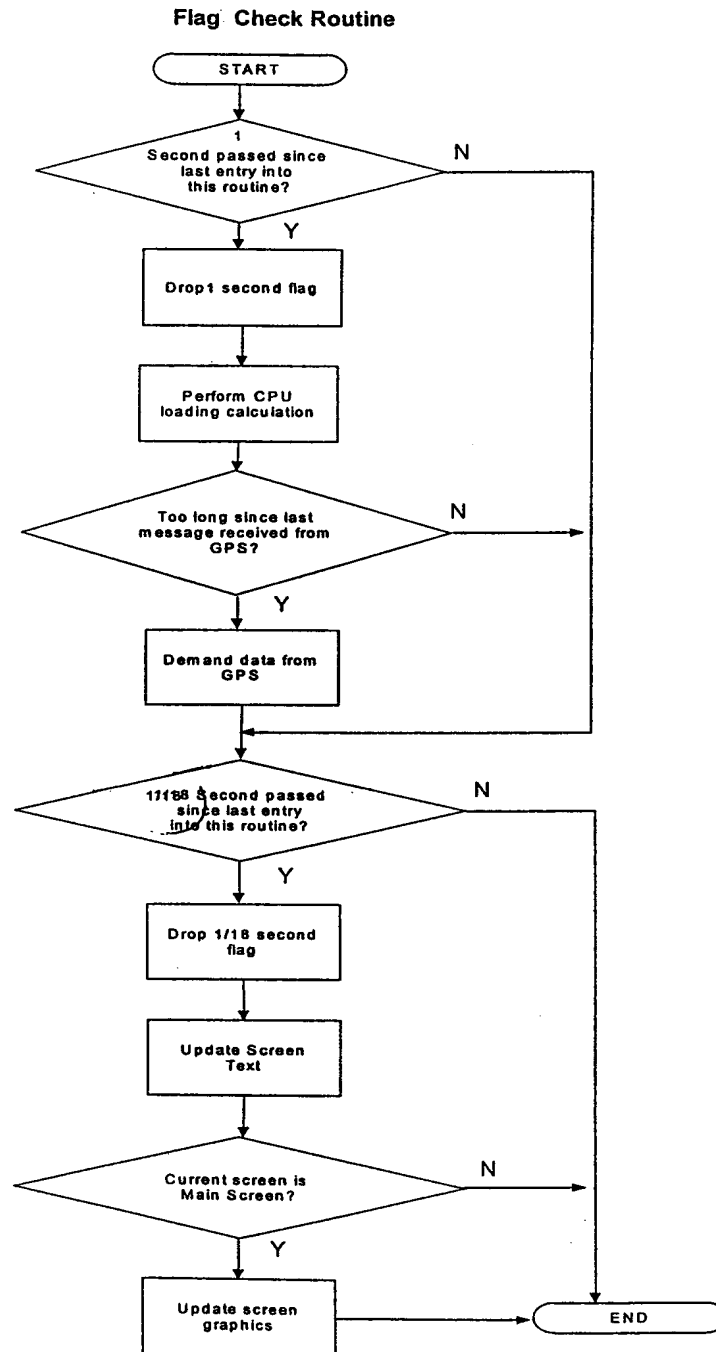 Flag Check Routine
START
1
Second passed since
last entry into
this routine?
N
Y
Drop1 second flag
Perform CPU
loading calculation
Too long since last
message received from
GPS?
N
Y
Demand data from
GPS
Second passed
since last entry
into this routine?
N
Y
Drop 1/18 second
flag
Update Screen
Text
Current screen is
Main Screen?
N
Y
Update screen
graphics
END